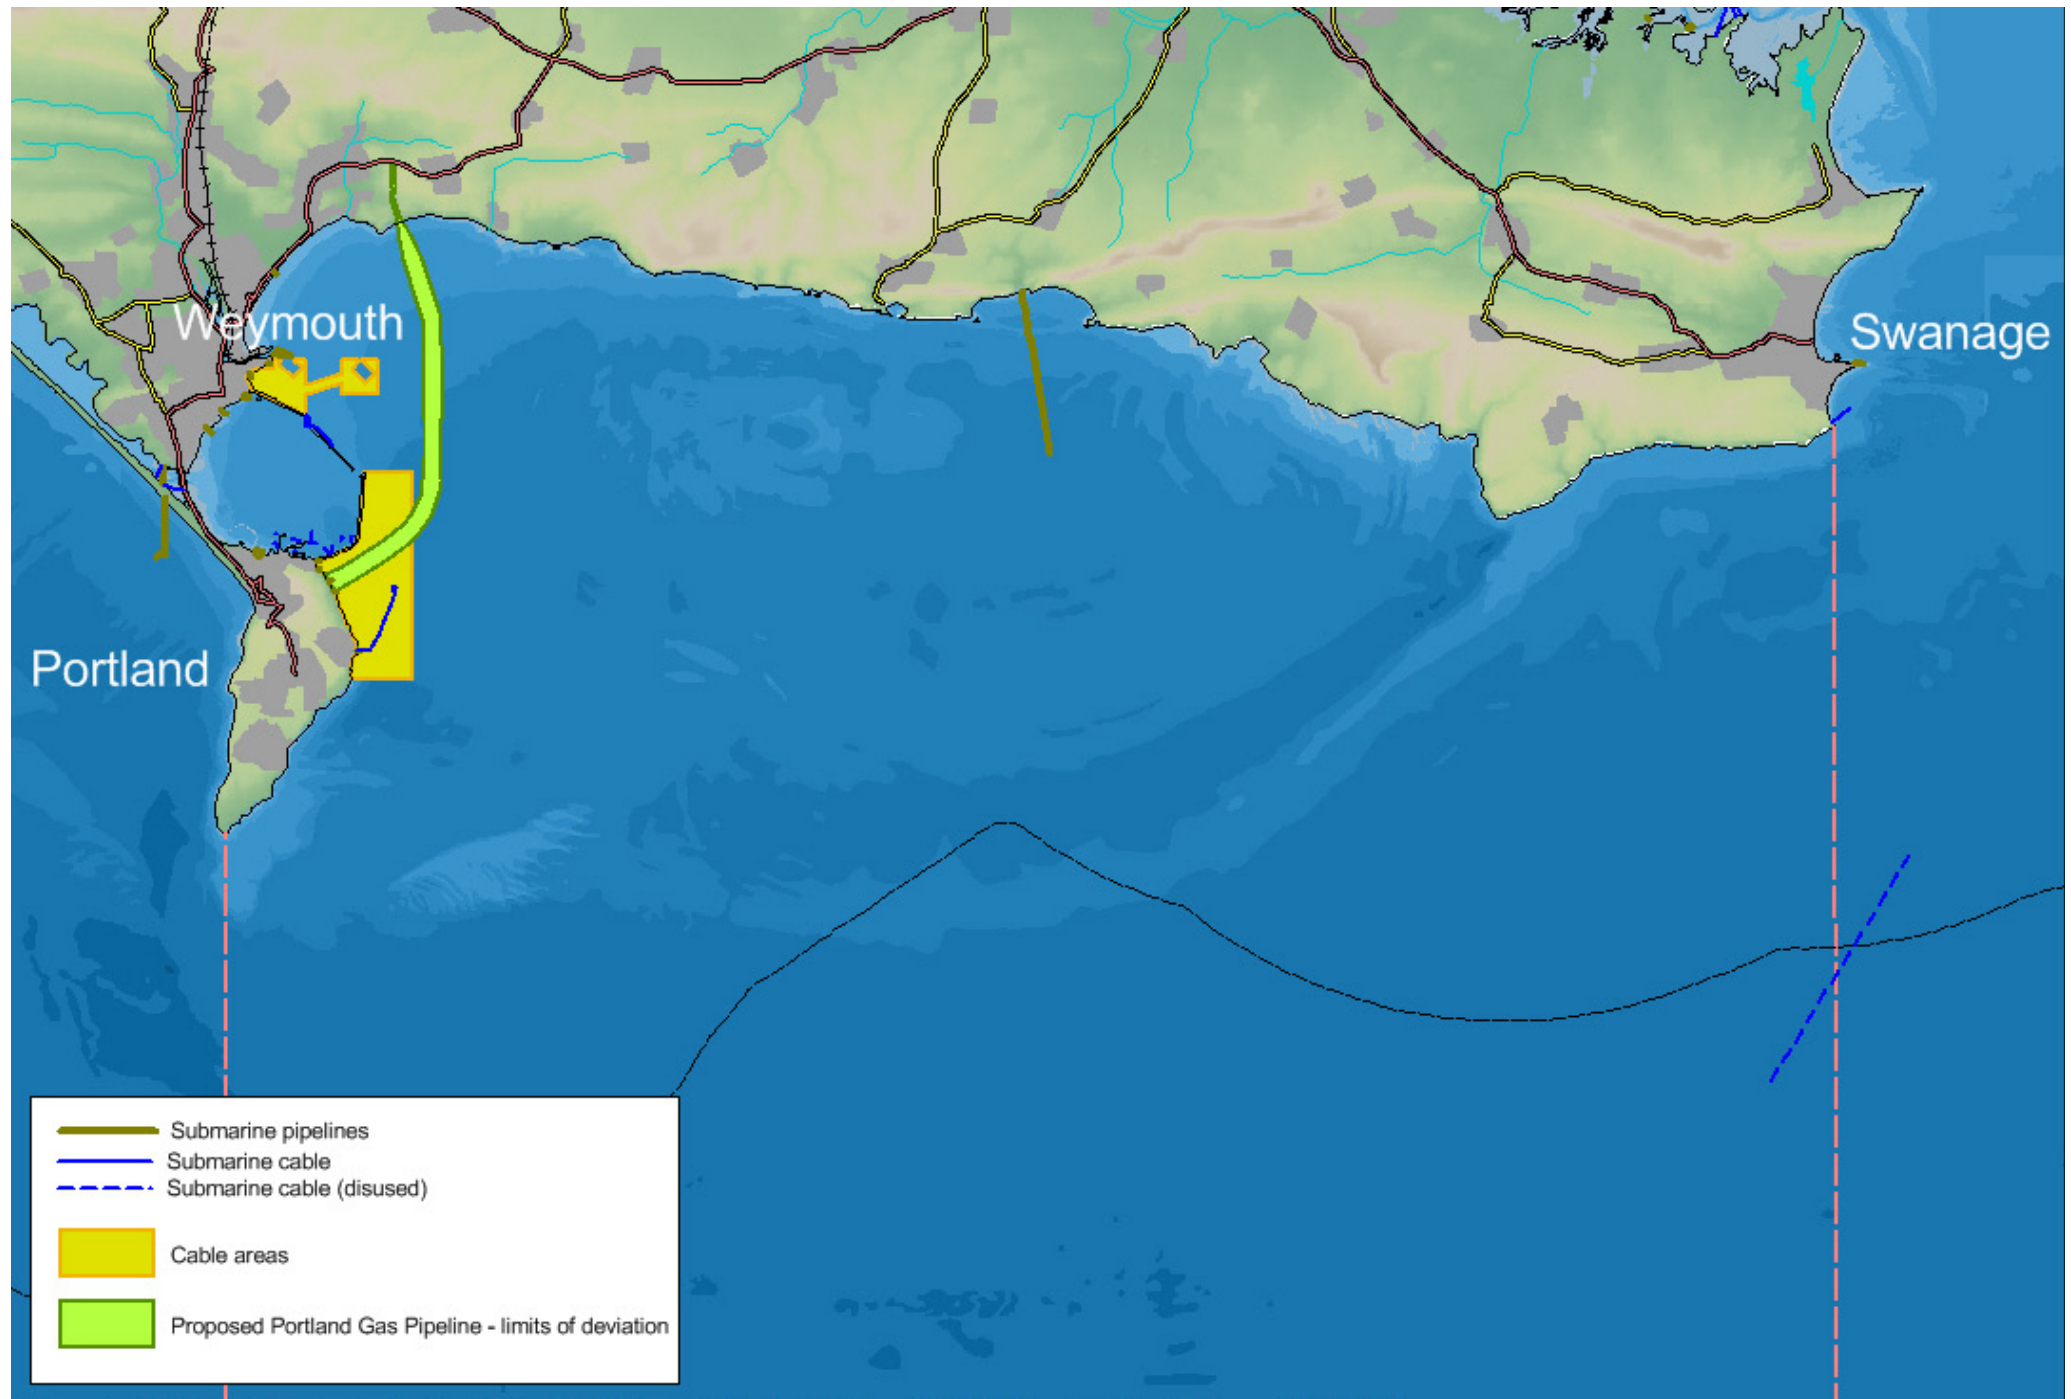 Weymouth
Swanage
Portland
Submarine pipelines
Submarine cable
Submarine cable (disused)
Cable areas
Proposed Portland Gas Pipeline - limits of deviation